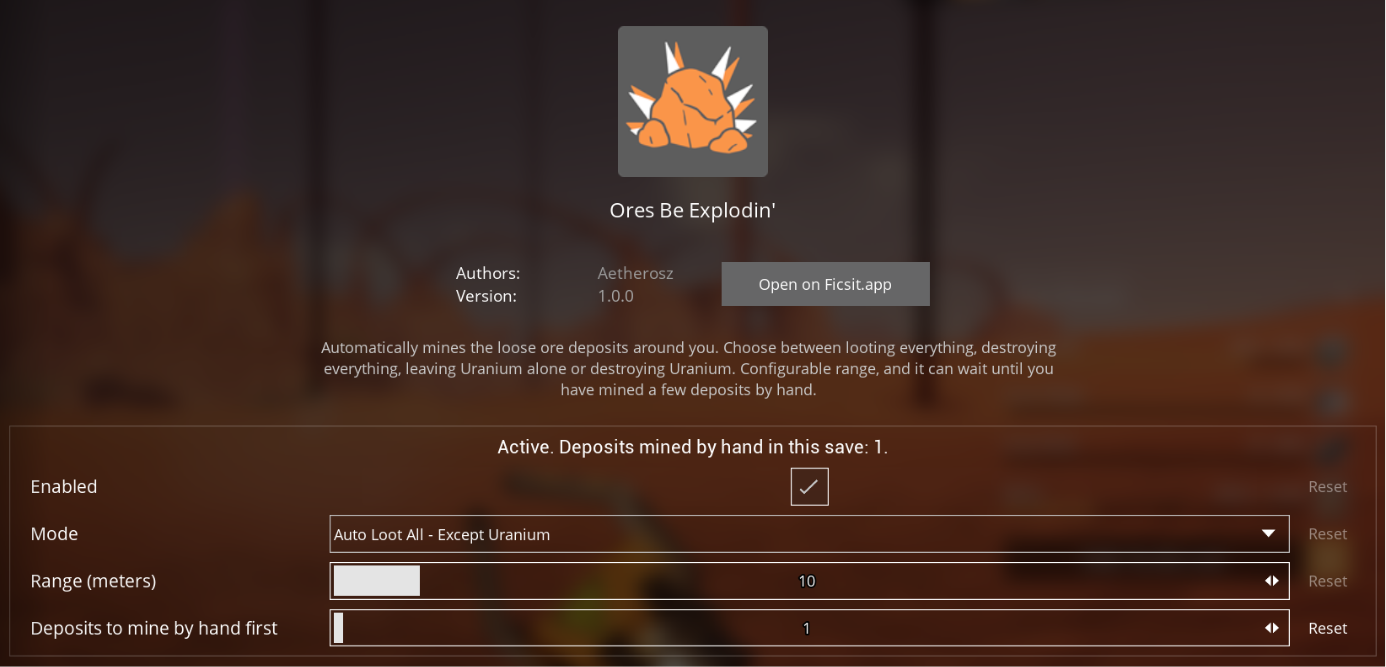 Ores Be Explodin'
Authors: Aetherosz
Version: 1.0.0
Open on Ficsit.app
Automatically mines the loose ore deposits around you. Choose between looting everything, destroying
everything, leaving Uranium alone or destroying Uranium. Configurable range, and it can wait until you
have mined a few deposits by hand.
Active. Deposits mined by hand in this save: 1.
Enabled Reset
Mode Auto Loot All - Except Uranium Reset
Range (meters) 10 Reset
Deposits to mine by hand first 1 Reset